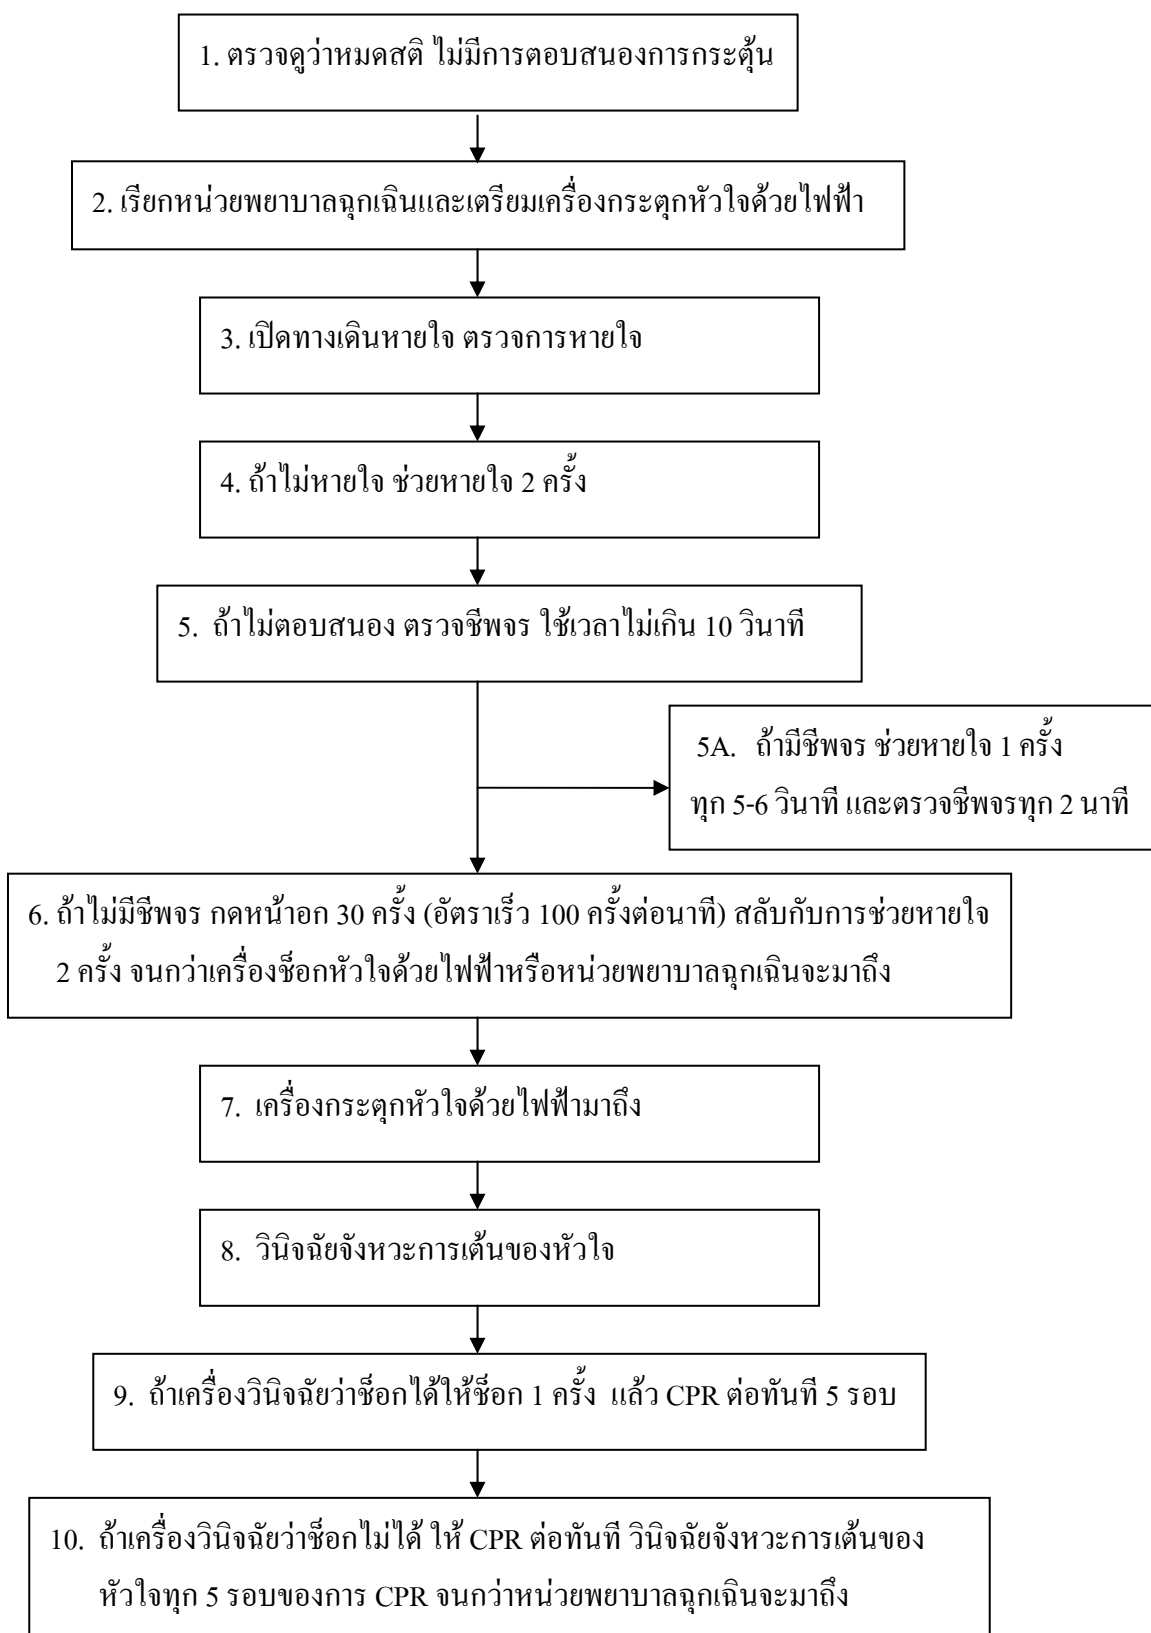 1. ตรวจดูว่าหมดสติ ไม่มีการตอบสนองการกระตุ้น
2. เรียกหน่วยพยาบาลฉุกเฉินและเตรียมเครื่องกระตุกหัวใจด้วยไฟฟ้า
3. เปิดทางเดินหายใจ ตรวจการหายใจ
4. ถ้าไม่หายใจ ช่วยหายใจ 2 ครั้ง
5. ถ้าไม่ตอบสนอง ตรวจชีพจร ใช้เวลาไม่เกิน 10 วินาที
5A. ถ้ามีชีพจร ช่วยหายใจ 1 ครั้ง
ทุก 5-6 วินาที และตรวจชีพจรทุก 2 นาที
6. ถ้าไม่มีชีพจร กดหน้าอก 30 ครั้ง (อัตราเร็ว 100 ครั้งต่อนาที) สลับกับการช่วยหายใจ
2 ครั้ง จนกว่าเครื่องช็อกหัวใจด้วยไฟฟ้าหรือหน่วยพยาบาลฉุกเฉินจะมาถึง
7. เครื่องกระตุกหัวใจด้วยไฟฟ้ามาถึง
8. วินิจฉัยจังหวะการเต้นของหัวใจ
9. ถ้าเครื่องวินิจฉัยว่าช็อกได้ให้ช็อก 1 ครั้ง แล้ว CPR ต่อทันที 5 รอบ
10. ถ้าเครื่องวินิจฉัยว่าช็อกไม่ได้ ให้ CPR ต่อทันที วินิจฉัยจังหวะการเต้นของ
หัวใจทุก 5 รอบของการ CPR จนกว่าหน่วยพยาบาลฉุกเฉินจะมาถึง